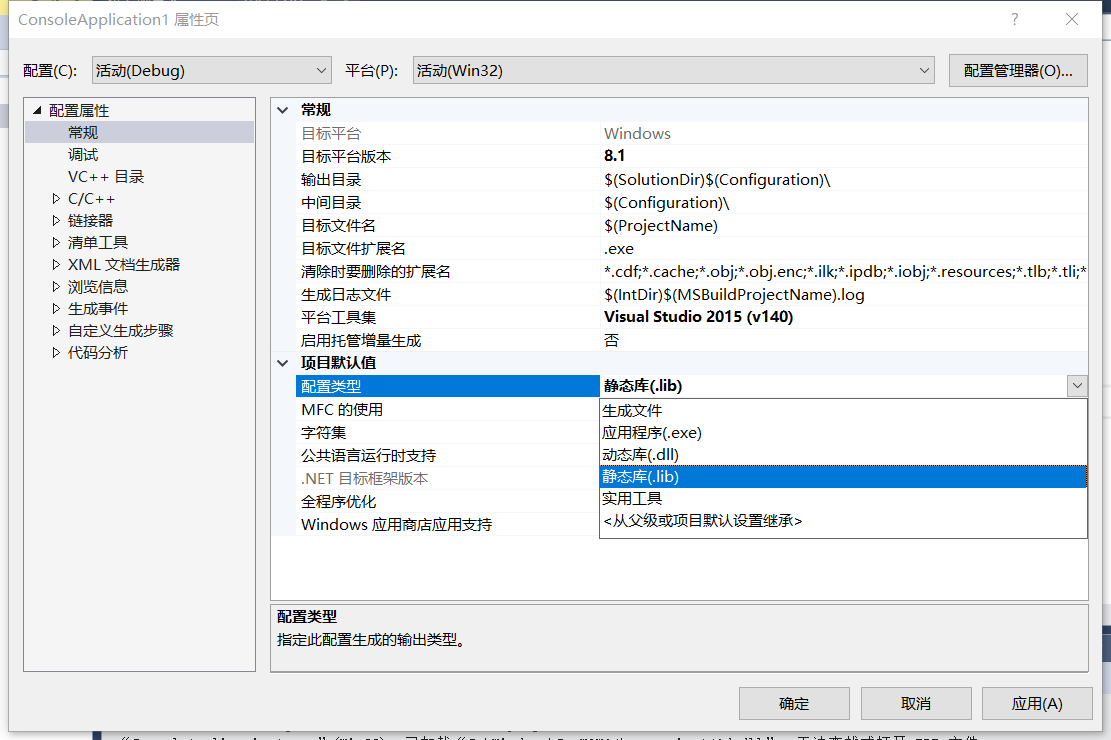 ConsoleApplication1 属性页
配置(C): 活动(Debug) 平台(P): 活动(Win32) 配置管理器(O)...
配置属性
常规
调试
VC++ 目录
C/C++
链接器
清单工具
XML 文档生成器
浏览信息
生成事件
自定义生成步骤
代码分析
常规
目标平台 Windows
目标平台版本 8.1
输出目录 $(SolutionDir)$(Configuration)\
中间目录 $(Configuration)\
目标文件名 $(ProjectName)
目标文件扩展名 .exe
清除时要删除的扩展名 *.cdf;*.cache;*.obj;*.obj.enc;*.ilk;*.ipdb;*.iobj;*.resources;*.tlb;*.tli;*
生成日志文件 $(IntDir)$(MSBuildProjectName).log
平台工具集 Visual Studio 2015 (v140)
启用托管增量生成 否
项目默认值
配置类型 静态库(.lib)
MFC 的使用
字符集
公共语言运行时支持
.NET 目标框架版本
全程序优化
Windows 应用商店应用支持
生成文件
应用程序(.exe)
动态库(.dll)
静态库(.lib)
实用工具
<从父级或项目默认设置继承>
配置类型
指定此配置生成的输出类型。
确定 取消 应用(A)